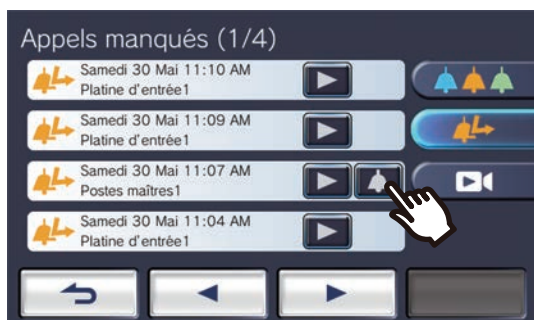 Appels manqués (1/4)
Samedi 30 Mai 11:10 AM
Platine d'entrée1
Samedi 30 Mai 11:09 AM
Platine d'entrée1
Samedi 30 Mai 11:07 AM
Postes maîtres1
Samedi 30 Mai 11:04 AM
Platine d'entrée1